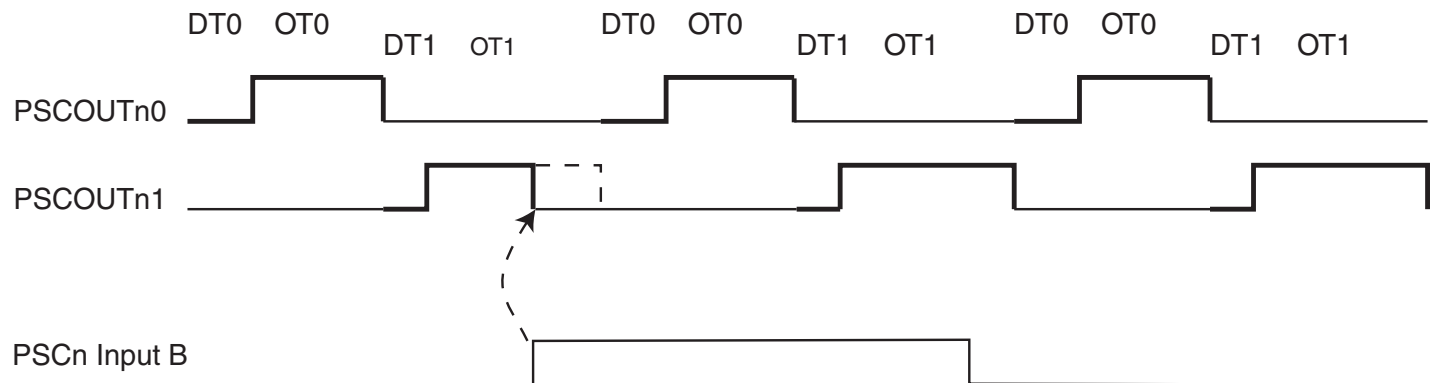 DT0 OT0 DT0 OT0 DT0 OT0
DT1 OT1 DT1 OT1 DT1 OT1
PSCOUTn0
PSCOUTn1
PSCn Input B